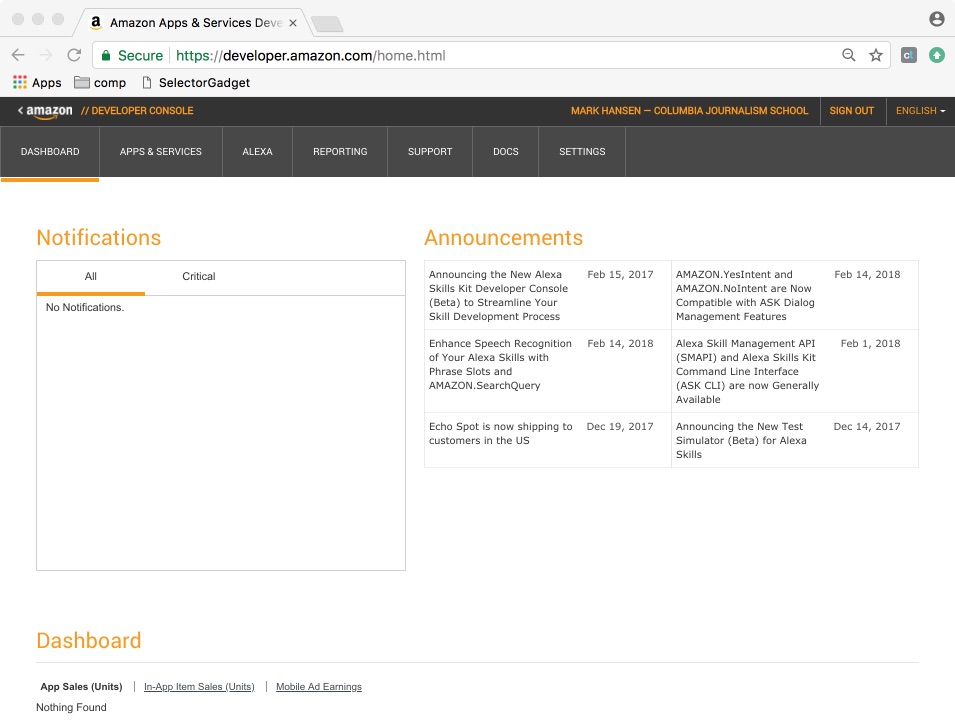 Amazon Apps & Services Deve
Secure https://developer.amazon.com/home.html
Apps comp SelectorGadget
amazon // DEVELOPER CONSOLE MARK HANSEN — COLUMBIA JOURNALISM SCHOOL SIGN OUT ENGLISH
DASHBOARD APPS & SERVICES ALEXA REPORTING SUPPORT DOCS SETTINGS
Notifications
All Critical
No Notifications.
Announcements
Announcing the New Alexa Feb 15, 2017
Skills Kit Developer Console
(Beta) to Streamline Your
Skill Development Process
AMAZON.YesIntent and Feb 14, 2018
AMAZON.NoIntent are Now
Compatible with ASK Dialog
Management Features
Enhance Speech Recognition Feb 14, 2018
of Your Alexa Skills with
Phrase Slots and
AMAZON.SearchQuery
Alexa Skill Management API Feb 1, 2018
(SMAPI) and Alexa Skills Kit
Command Line Interface
(ASK CLI) are now Generally
Available
Echo Spot is now shipping to Dec 19, 2017
customers in the US
Announcing the New Test Dec 14, 2017
Simulator (Beta) for Alexa
Skills
Dashboard
App Sales (Units) In-App Item Sales (Units) Mobile Ad Earnings
Nothing Found